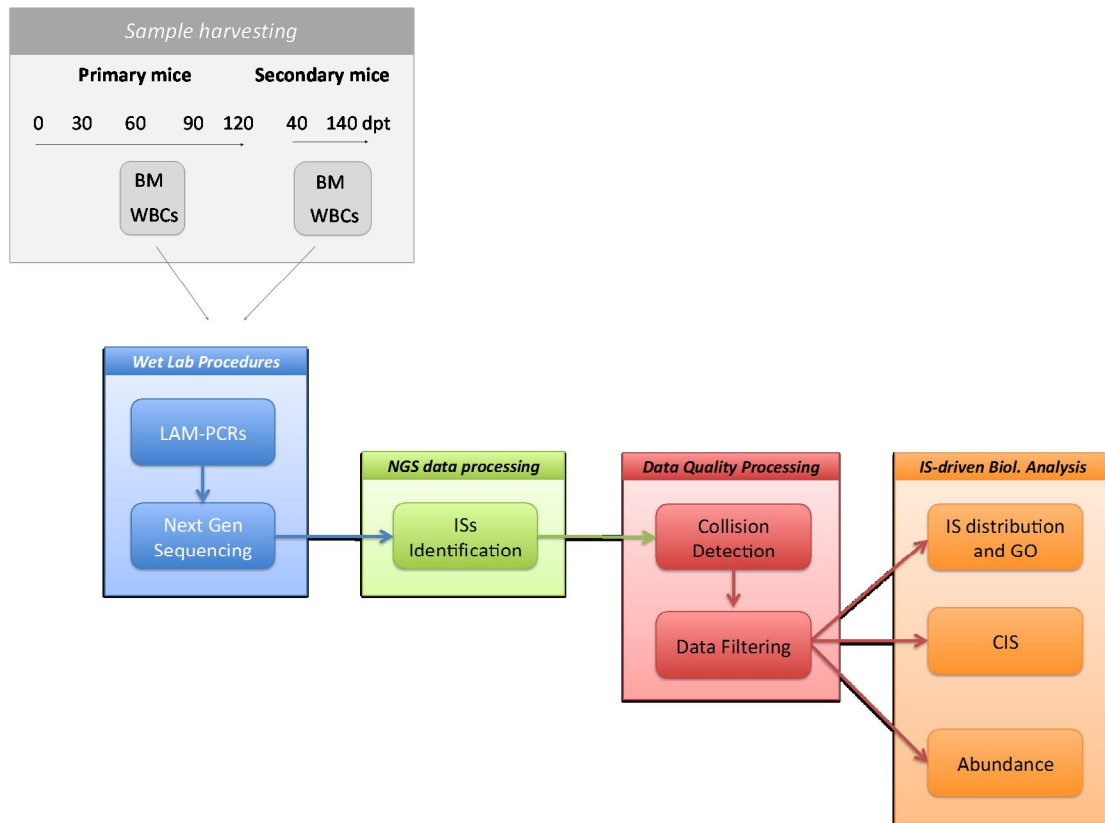 Sample harvesting
Primary mice
Secondary mice
0 30 60 90 120
40 140 dpt
BM
WBCs
BM
WBCs
Wet Lab Procedures
LAM-PCRs
Next Gen
Sequencing
NGS data processing
ISs
Identification
Data Quality Processing
Collision
Detection
Data Filtering
IS-driven Biol. Analysis
IS distribution
and GO
CIS
Abundance